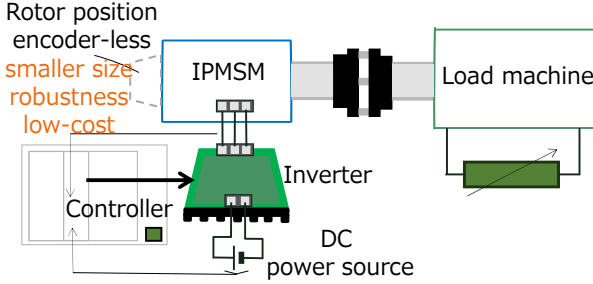 Rotor position
encoder-less
smaller size
robustness
low-cost
IPMSM
Load machine
Inverter
Controller
DC
power source